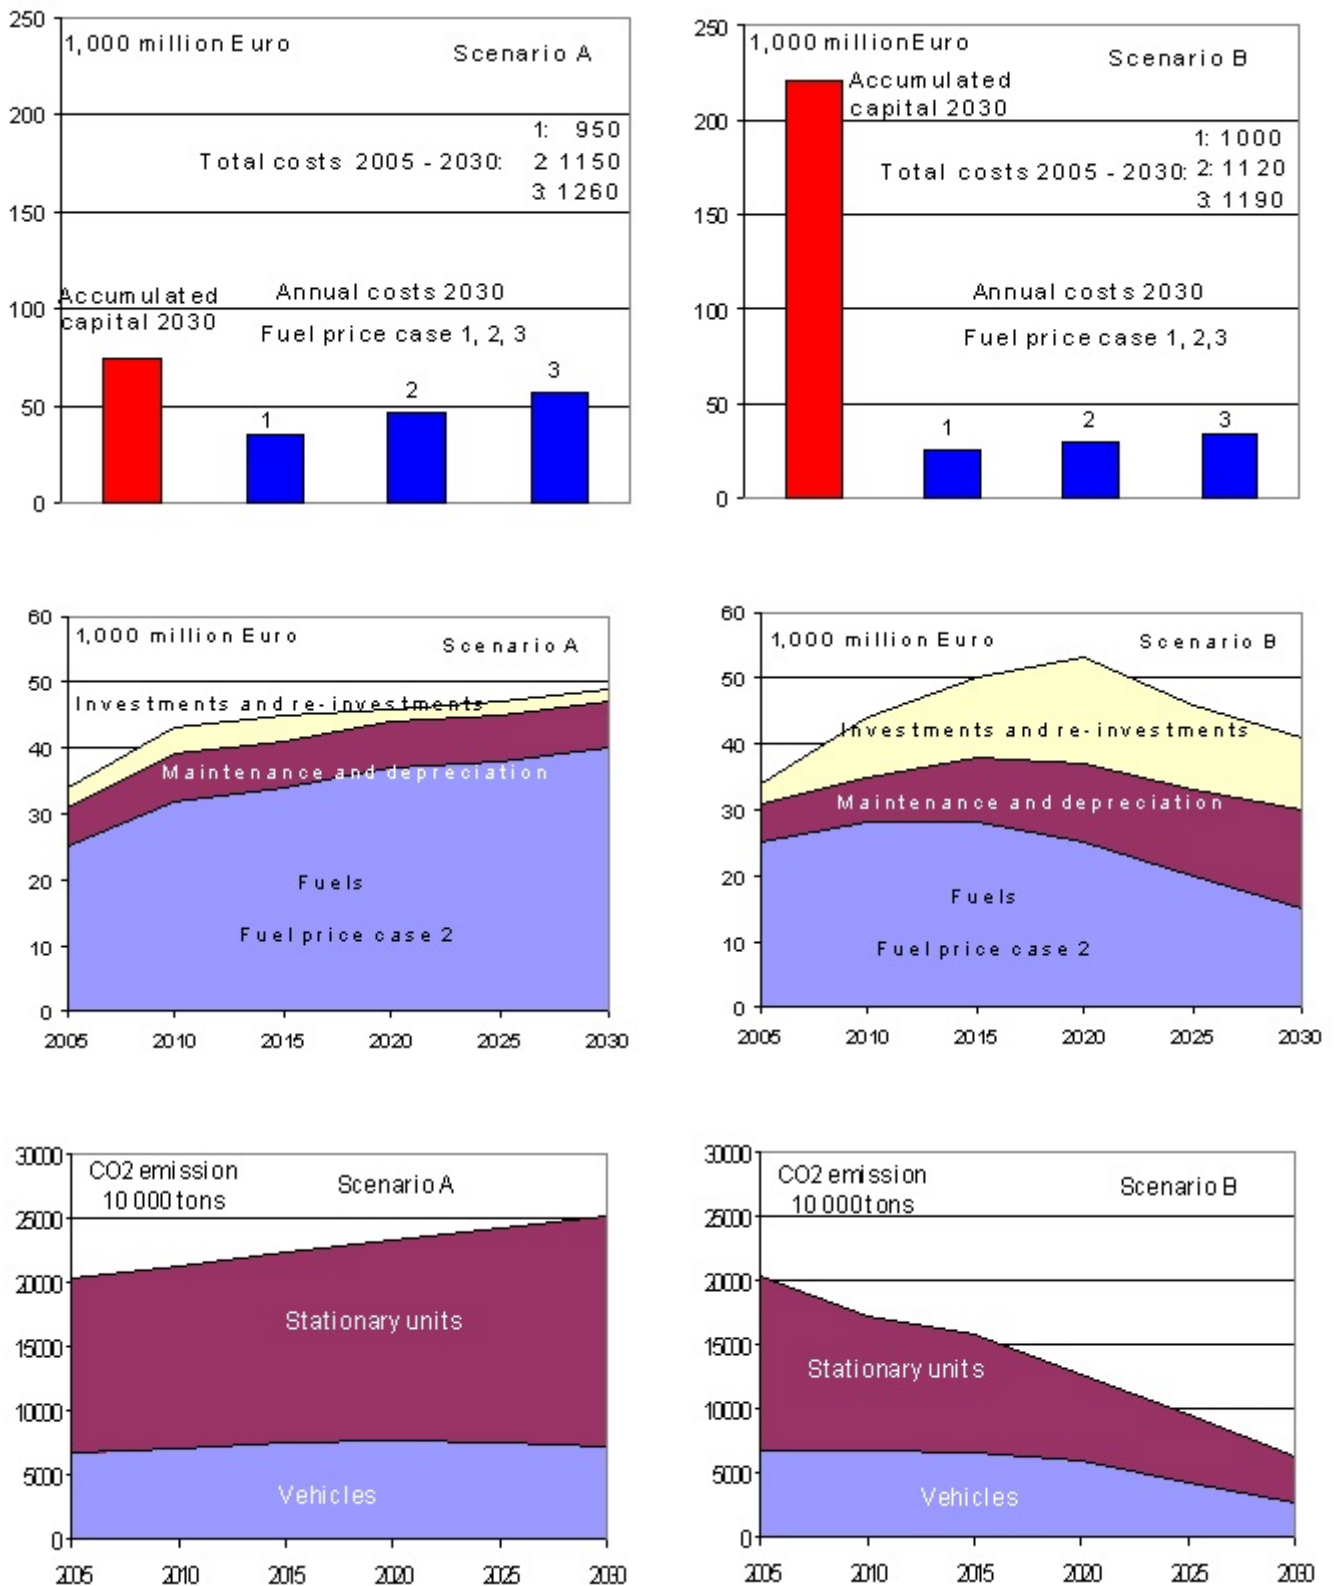 250
1,000 million Euro
Scenario A
200
1: 950
Total costs 2005 - 2030: 2: 1150
3: 1260
150
Annual costs 2030
Accumulated
100
capital 2030
Fuel price case 1, 2, 3
3
2
50
1
0
250
1,000 million Euro
Scenario B
Accumulated
capital 2030
200
1: 1000
Total costs 2005 - 2030: 2: 1120
3: 1190
150
Annual costs 2030
100
Fuel price case 1, 2,3
50
1
2
3
0
60
1,000 million Euro
Scenario A
50
Investments and re-investments
40
Maintenance and depreciation
30
20
Fuels
10
Fuel price case 2
0
2005 2010 2015 2020 2025 2030
60
1,000 million Euro
Scenario B
50
Investments and re-investments
40
Maintenance and depreciation
30
20
Fuels
10
Fuel price case 2
0
2005 2010 2015 2020 2025 2030
30000
CO2 emission
10 000 tons
Scenario A
25000
20000
Stationary units
15000
10000
5000
Vehicles
0
2005 2010 2015 2020 2025 2030
30000
CO2 emission
10 000 tons
Scenario B
25000
20000
15000
Stationary units
10000
5000
Vehicles
0
2005 2010 2015 2020 2025 2030